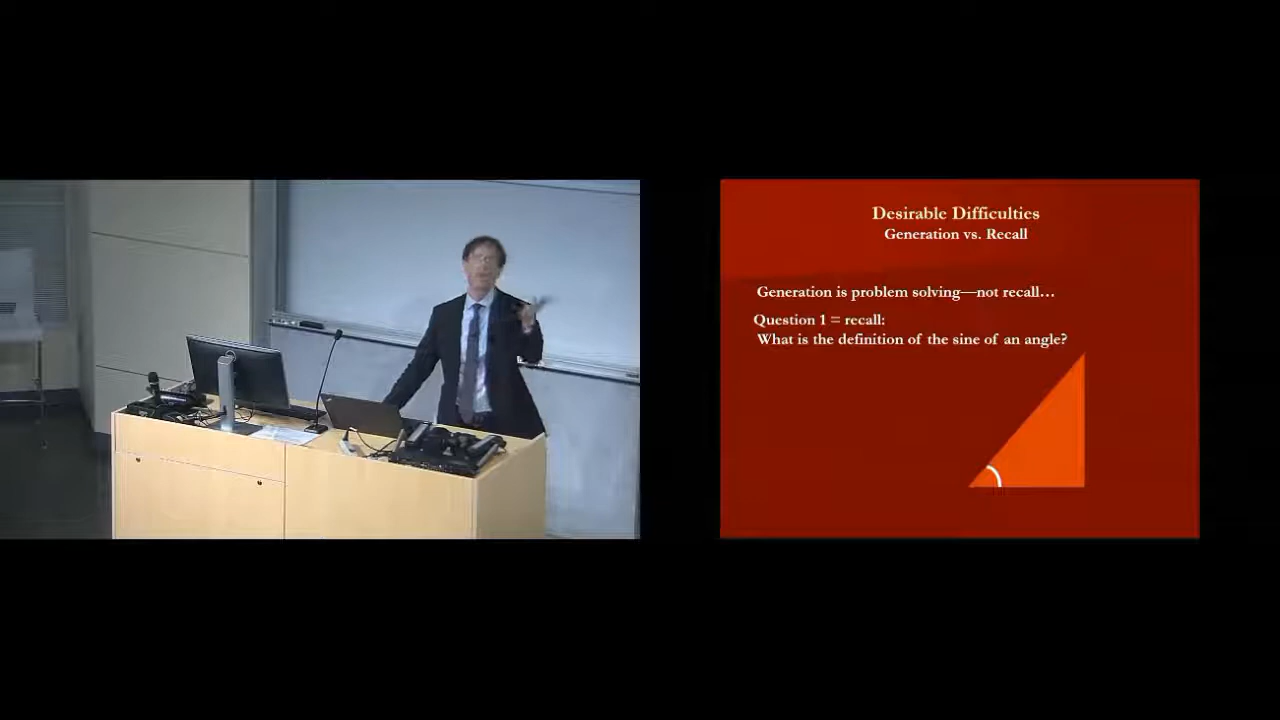 Desirable Difficulties
Generation vs. Recall
Generation is problem solving—not recall…
Question 1 = recall:
What is the definition of the sine of an angle?